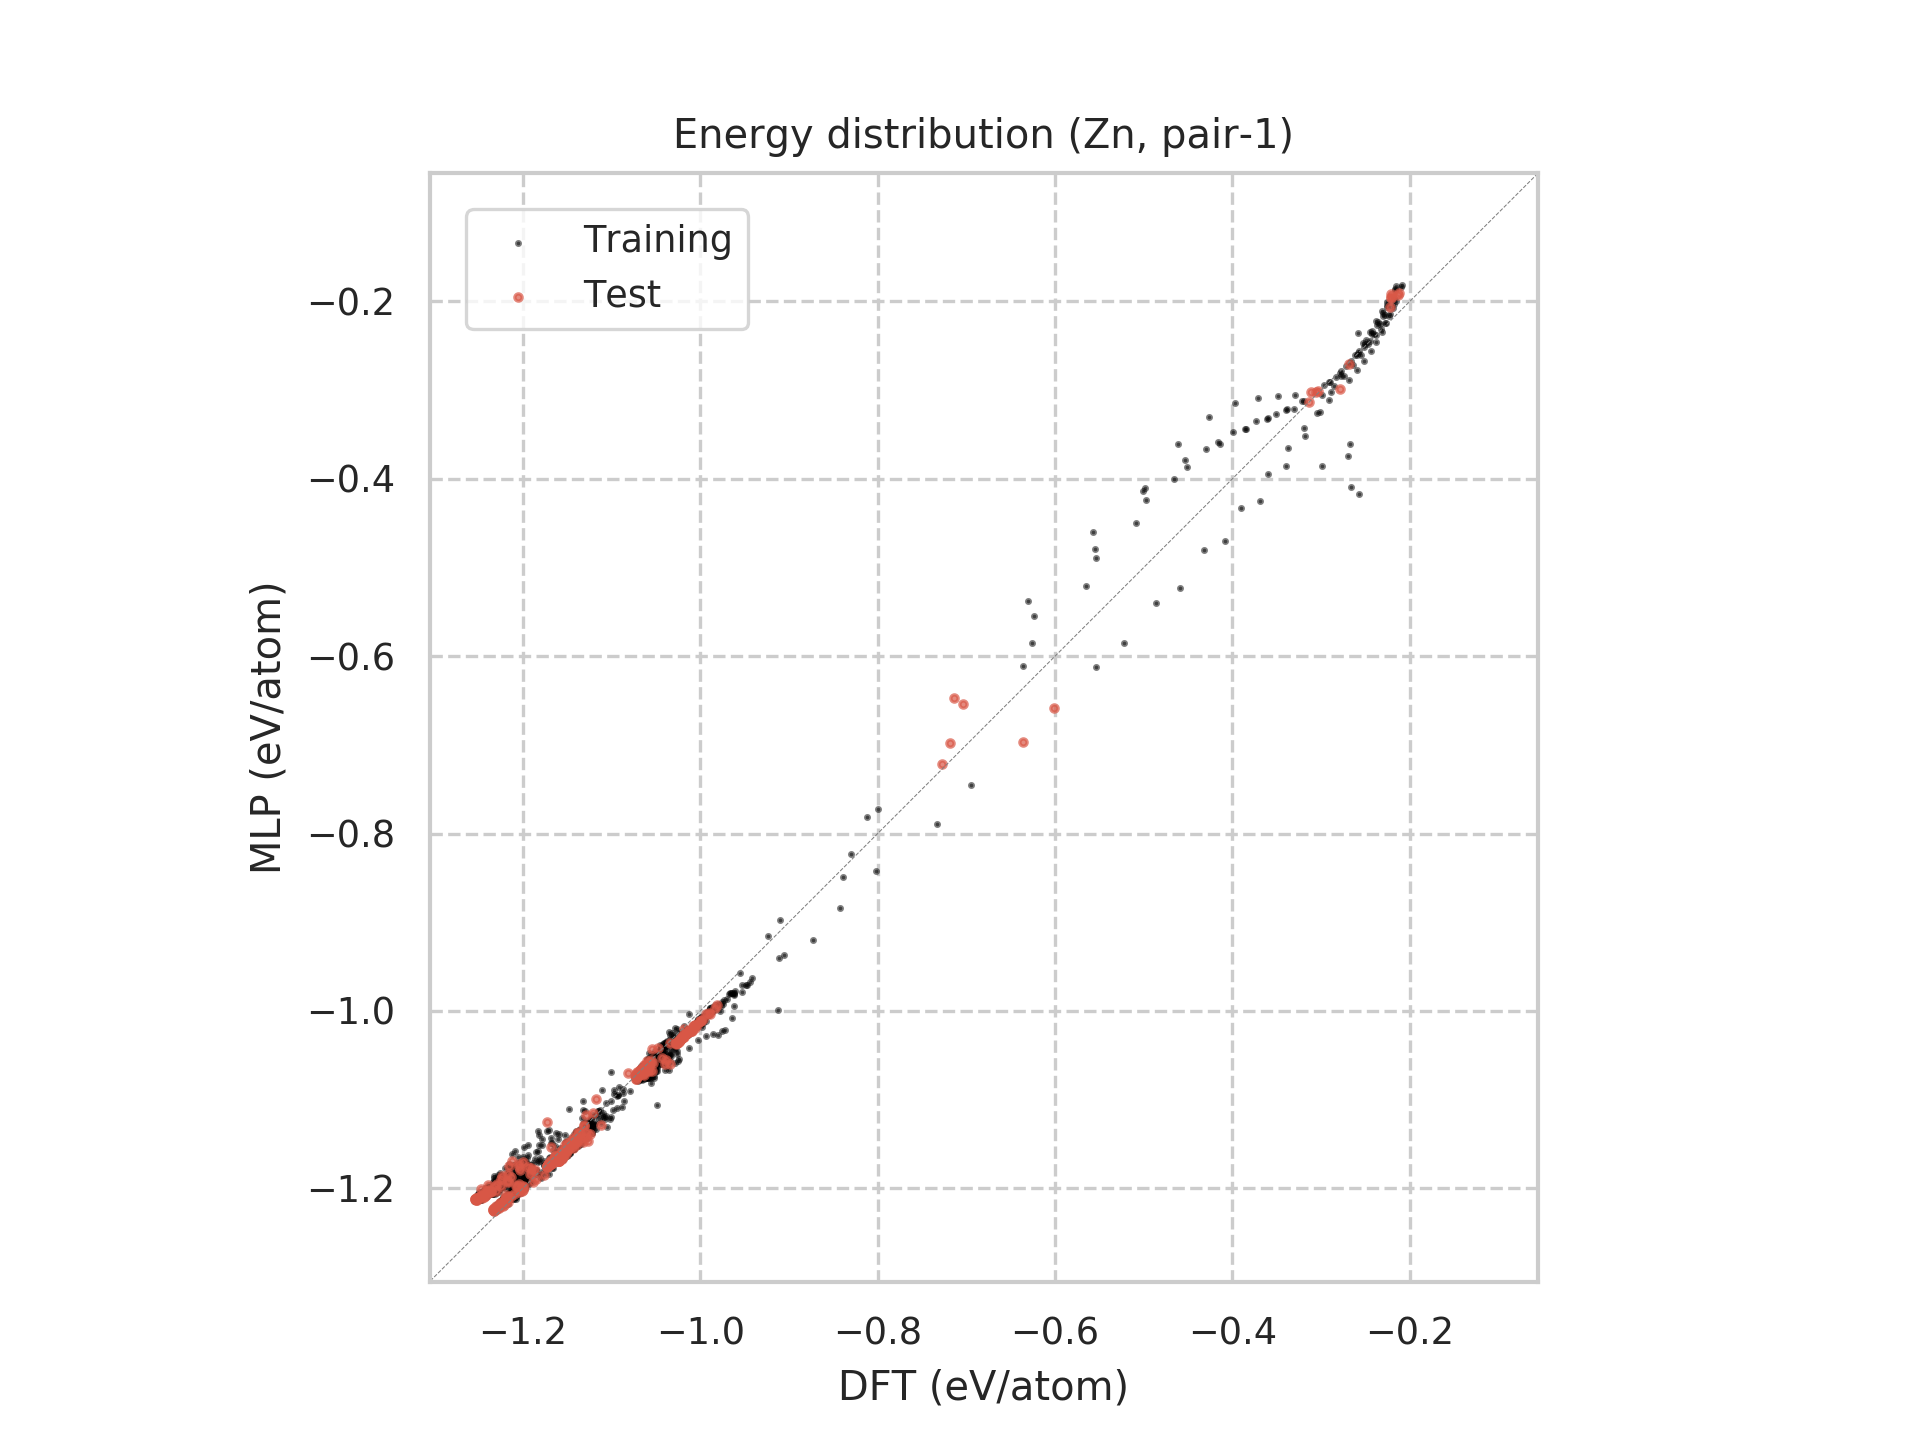 Energy distribution (Zn, pair-1)
Training
Test
−0.2
−0.4
−0.6
−0.8
−1.0
−1.2
MLP (eV/atom)
−1.2 −1.0 −0.8 −0.6 −0.4 −0.2
DFT (eV/atom)